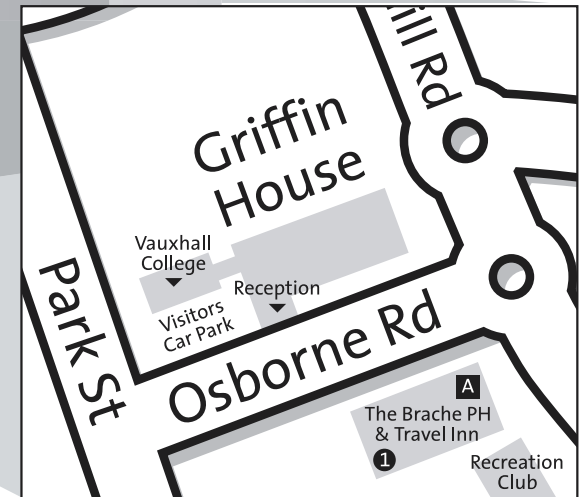 ill Rd
Griffin
House
Vauxhall
College
Reception
Visitors
Car Park
Park St
Osborne Rd
A
The Brache PH
& Travel Inn
1
Recreation
Club